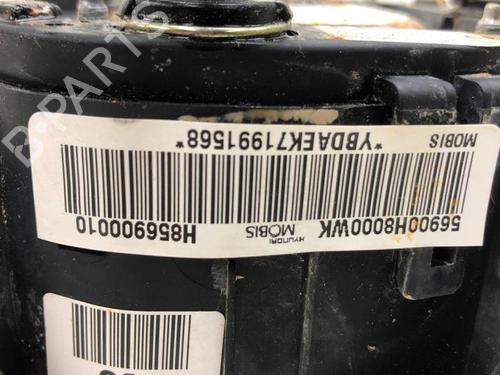 56900H8000WK
HYUNDAI
MOBIS
H856900010
MOBIS
*YBDAEK71991568*
B-PARTS